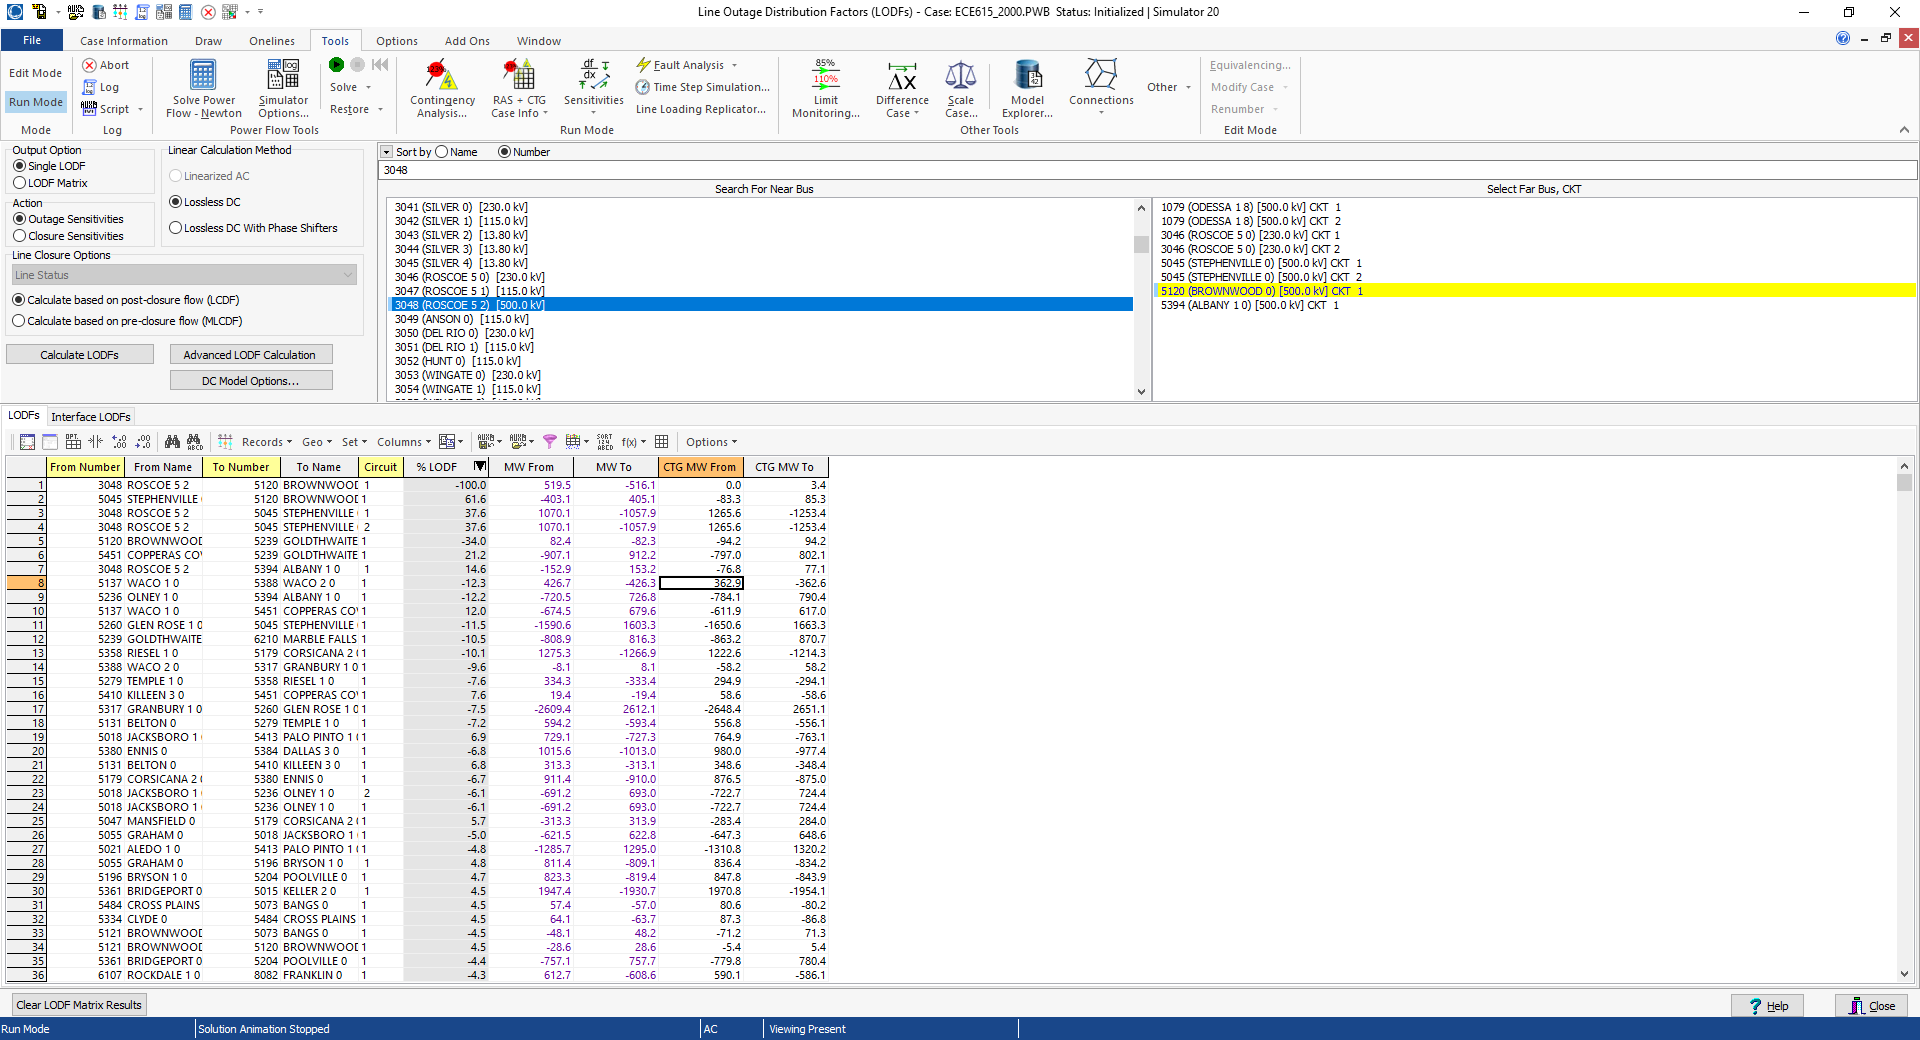 Line Outage Distribution Factors (LODFs) - Case: ECE615_2000.PWB Status: Initialized | Simulator 20
File Case Information Draw Onelines Tools Options Add Ons Window
Edit Mode
Run Mode
Mode
Abort
Log
Script
Log
Solve Power Flow - Newton
Simulator Options...
Solve
Restore
Power Flow Tools
Contingency Analysis...
RAS + CTG Case Info
Sensitivities
Fault Analysis
Time Step Simulation...
Line Loading Replicator...
Run Mode
85%
110%
Limit Monitoring...
Difference Case
Scale Case...
Model Explorer...
Connections
Other
Other Tools
Equivalencing...
Modify Case
Renumber
Edit Mode
Output Option
Single LODF
LODF Matrix
Action
Outage Sensitivities
Closure Sensitivities
Linear Calculation Method
Linearized AC
Lossless DC
Lossless DC With Phase Shifters
Line Closure Options
Line Status
Calculate based on post-closure flow (LCDF)
Calculate based on pre-closure flow (MLCDF)
Calculate LODFs
Advanced LODF Calculation
DC Model Options...
Sort by Name Number
3048
Search For Near Bus
3041 (SILVER 0) [230.0 kV]
3042 (SILVER 1) [115.0 kV]
3043 (SILVER 2) [13.80 kV]
3044 (SILVER 3) [13.80 kV]
3045 (SILVER 4) [13.80 kV]
3046 (ROSCOE 5 0) [230.0 kV]
3047 (ROSCOE 5 1) [115.0 kV]
3048 (ROSCOE 5 2) [500.0 kV]
3049 (ANSON 0) [115.0 kV]
3050 (DEL RIO 0) [230.0 kV]
3051 (DEL RIO 1) [115.0 kV]
3052 (HUNT 0) [115.0 kV]
3053 (WINGATE 0) [230.0 kV]
3054 (WINGATE 1) [115.0 kV]
Select Far Bus, CKT
1079 (ODESSA 1 8) [500.0 kV] CKT 1
1079 (ODESSA 1 8) [500.0 kV] CKT 2
3046 (ROSCOE 5 0) [230.0 kV] CKT 1
3046 (ROSCOE 5 0) [230.0 kV] CKT 2
5045 (STEPHENVILLE 0) [500.0 kV] CKT 1
5045 (STEPHENVILLE 0) [500.0 kV] CKT 2
5120 (BROWNWOOD 0) [500.0 kV] CKT 1
5394 (ALBANY 1 0) [500.0 kV] CKT 1
LODFs Interface LODFs
Records Geo Set Columns f(x) Options
From Number From Name To Number To Name Circuit % LODF MW From MW To CTG MW From CTG MW To
1 3048 ROSCOE 5 2 5120 BROWNWOOD 1 -100.0 519.5 -516.1 0.0 3.4
2 5045 STEPHENVILLE 5120 BROWNWOOD 1 61.6 -403.1 405.1 -83.3 85.3
3 3048 ROSCOE 5 2 5045 STEPHENVILLE 1 37.6 1070.1 -1057.9 1265.6 -1253.4
4 3048 ROSCOE 5 2 5045 STEPHENVILLE 2 37.6 1070.1 -1057.9 1265.6 -1253.4
5 5120 BROWNWOOD 5239 GOLDTHWAITE 1 -34.0 82.4 -82.3 -94.2 94.2
6 5451 COPPERAS COV 5239 GOLDTHWAITE 1 21.2 -907.1 912.2 -797.0 802.1
7 3048 ROSCOE 5 2 5394 ALBANY 1 0 1 14.6 -152.9 153.2 -76.8 77.1
8 5137 WACO 1 0 5388 WACO 2 0 1 -12.3 426.7 -426.3 362.9 -362.6
9 5236 OLNEY 1 0 5394 ALBANY 1 0 1 -12.2 -720.5 726.8 -784.1 790.4
10 5137 WACO 1 0 5451 COPPERAS COV 1 12.0 -674.5 679.6 -611.9 617.0
11 5260 GLEN ROSE 1 0 5045 STEPHENVILLE 1 -11.5 -1590.6 1603.3 -1650.6 1663.3
12 5239 GOLDTHWAITE 6210 MARBLE FALLS 1 -10.5 -808.9 816.3 -863.2 870.7
13 5358 RIESEL 1 0 5179 CORSICANA 2 0 1 -10.1 1275.3 -1266.9 1222.6 -1214.3
14 5388 WACO 2 0 5317 GRANBURY 1 0 1 -9.6 -8.1 8.1 -58.2 58.2
15 5279 TEMPLE 1 0 5358 RIESEL 1 0 1 -7.6 334.3 -333.4 294.9 -294.1
16 5410 KILLEEN 3 0 5451 COPPERAS COV 1 7.6 19.4 -19.4 58.6 -58.6
17 5317 GRANBURY 1 0 5260 GLEN ROSE 1 0 1 -7.5 -2609.4 2612.1 -2648.4 2651.1
18 5131 BELTON 0 5279 TEMPLE 1 0 1 -7.2 594.2 -593.4 556.8 -556.1
19 5018 JACKSBORO 1 5413 PALO PINTO 1 1 6.9 729.1 -727.3 764.9 -763.1
20 5380 ENNIS 0 5384 DALLAS 3 0 1 -6.8 1015.6 -1013.0 980.0 -977.4
21 5131 BELTON 0 5410 KILLEEN 3 0 1 6.8 313.3 -313.1 348.6 -348.4
22 5179 CORSICANA 2 0 5380 ENNIS 0 1 -6.7 911.4 -910.0 876.5 -875.0
23 5018 JACKSBORO 1 5236 OLNEY 1 0 2 -6.1 -691.2 693.0 -722.7 724.4
24 5018 JACKSBORO 1 5236 OLNEY 1 0 1 -6.1 -691.2 693.0 -722.7 724.4
25 5047 MANSFIELD 0 5179 CORSICANA 2 0 1 5.7 -313.3 313.9 -283.4 284.0
26 5055 GRAHAM 0 5018 JACKSBORO 1 1 -5.0 -621.5 622.8 -647.3 648.6
27 5021 ALEDO 1 0 5413 PALO PINTO 1 1 -4.8 -1285.7 1295.0 -1310.8 1320.2
28 5055 GRAHAM 0 5196 BRYSON 1 0 1 4.8 811.4 -809.1 836.4 -834.2
29 5196 BRYSON 1 0 5204 POOLVILLE 0 1 4.7 823.3 -819.4 847.8 -843.9
30 5361 BRIDGEPORT 0 5015 KELLER 2 0 1 4.5 1947.4 -1930.7 1970.8 -1954.1
31 5484 CROSS PLAINS 5073 BANGS 0 1 4.5 57.4 -57.0 80.6 -80.2
32 5334 CLYDE 0 5484 CROSS PLAINS 1 4.5 64.1 -63.7 87.3 -86.8
33 5121 BROWNWOOD 5073 BANGS 0 1 -4.5 -48.1 48.2 -71.2 71.3
34 5121 BROWNWOOD 5120 BROWNWOOD 1 4.5 -28.6 28.6 -5.4 5.4
35 5361 BRIDGEPORT 0 5204 POOLVILLE 0 1 -4.4 -757.1 757.7 -779.8 780.4
36 6107 ROCKDALE 1 0 8082 FRANKLIN 0 1 -4.3 612.7 -608.6 590.1 -586.1
Clear LODF Matrix Results
Help
Close
Run Mode Solution Animation Stopped AC Viewing Present